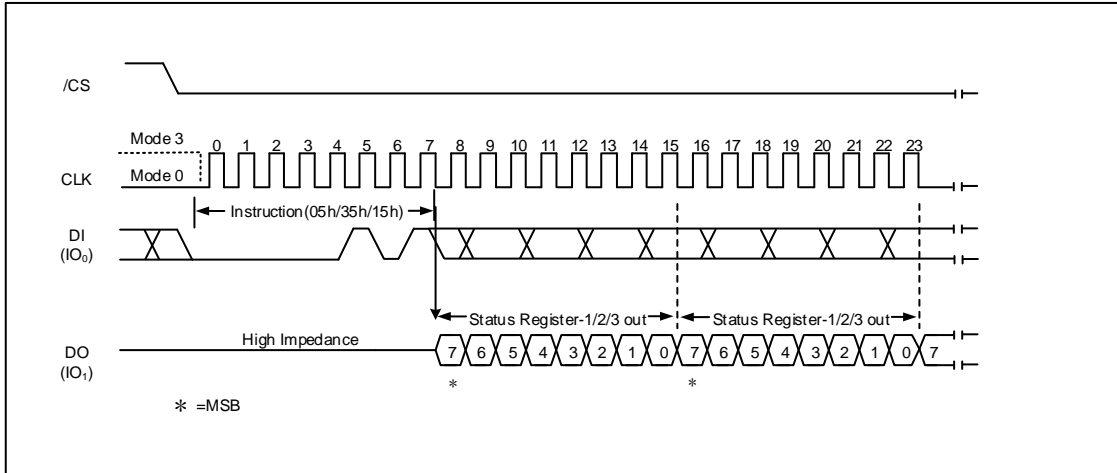 /CS
Mode 3
Mode 0
CLK
0 1 2 3 4 5 6 7 8 9 10 11 12 13 14 15 16 17 18 19 20 21 22 23
Instruction(05h/35h/15h)
DI
(IO₀)
Status Register-1/2/3 out
Status Register-1/2/3 out
High Impedance
DO
(IO₁)
7 6 5 4 3 2 1 0 7 6 5 4 3 2 1 0 7
* *
* =MSB